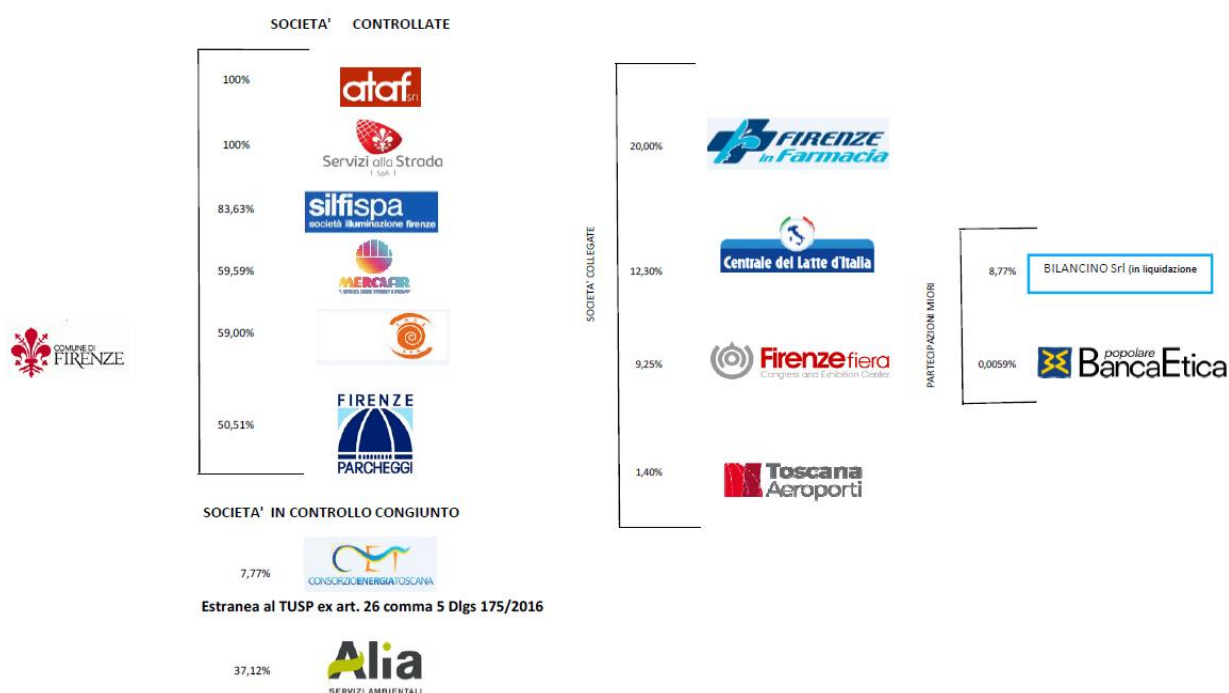 SOCIETA' CONTROLLATE
100%
ataf srl
100%
Servizi alla Strada
SpA
83,63%
silfispa
società illuminazione firenze
59,59%
MERCAFIR
59,00%
COMUNE DI
FIRENZE
50,51%
FIRENZE
PARCHEGGI
SOCIETA' IN CONTROLLO CONGIUNTO
7,77%
CET
CONSORZIOENERGIATOSCANA
Estranea al TUSP ex art. 26 comma 5 Dlgs 175/2016
37,12%
Alia
SERVIZI AMBIENTALI
SOCIETA' COLLEGATE
20,00%
FIRENZE
in Farmacia
12,30%
Centrale del Latte d'Italia
9,25%
Firenzefiera
Congress and Exhibition Center
1,40%
Toscana
Aeroporti
PARTECIPAZIONI MIORI
8,77%
BILANCINO Srl (in liquidazione
0,0059%
popolare
BancaEtica